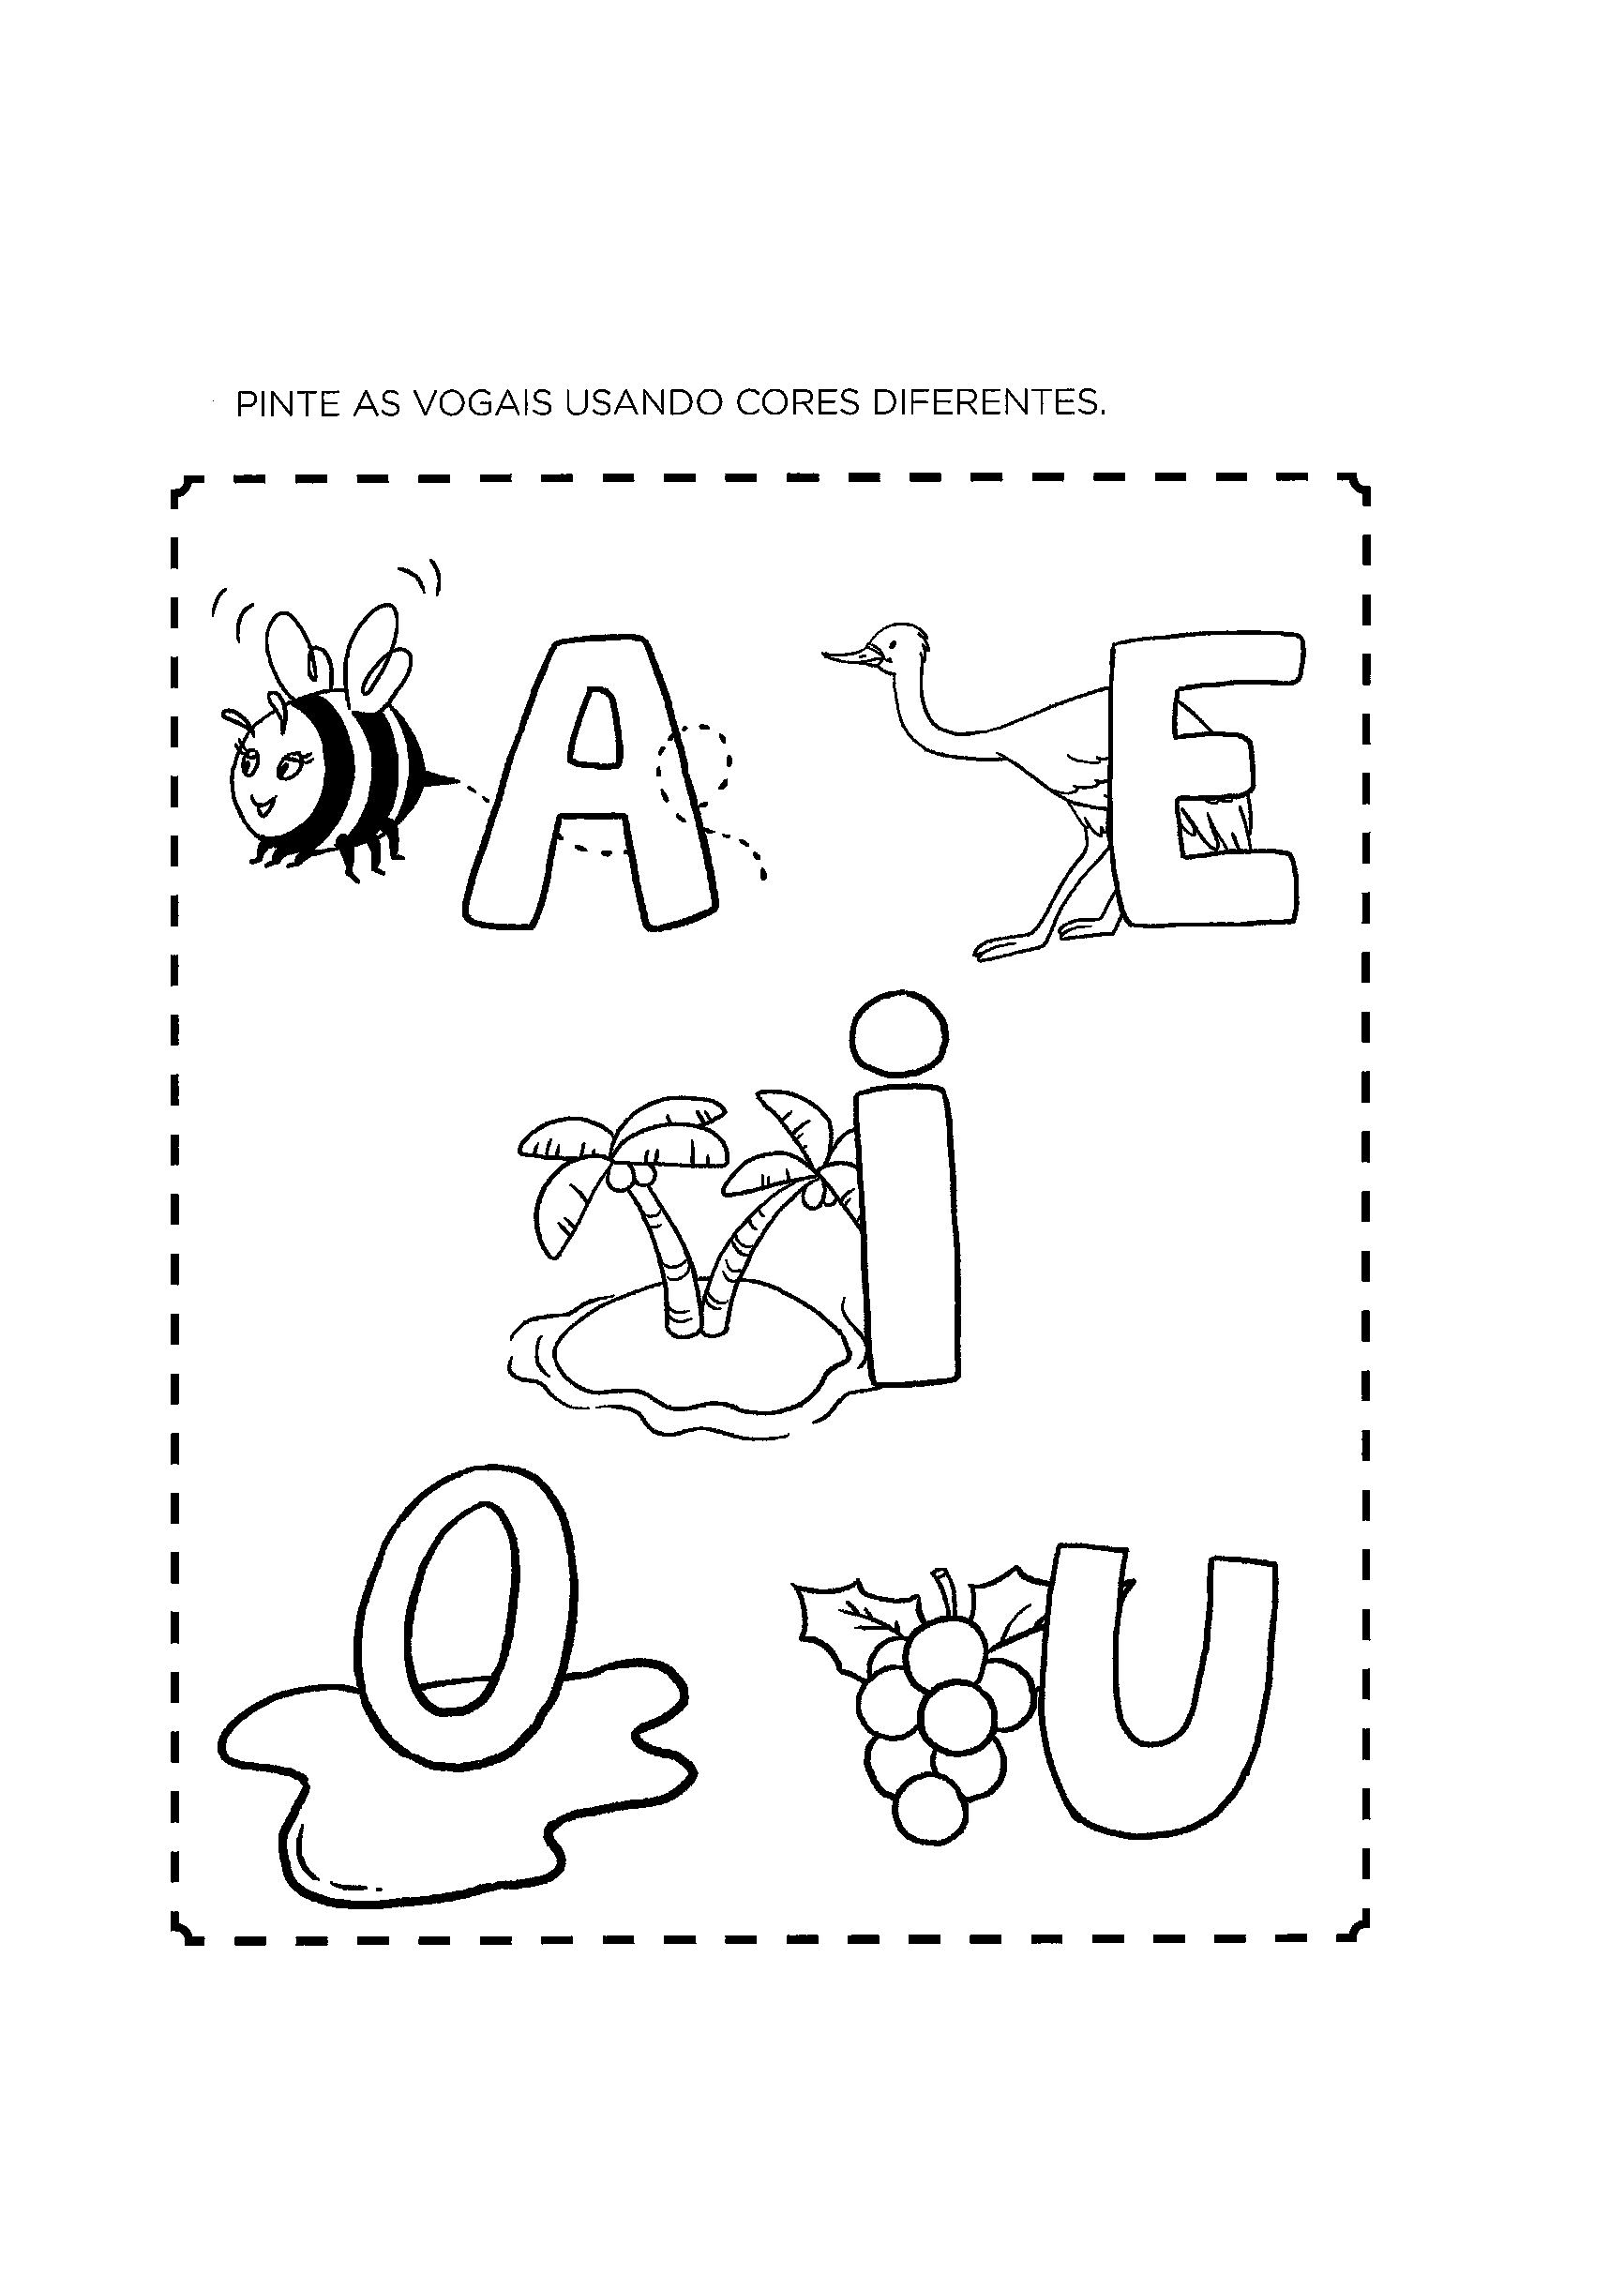 PINTE AS VOGAIS USANDO CORES DIFERENTES.
A E
i
O U